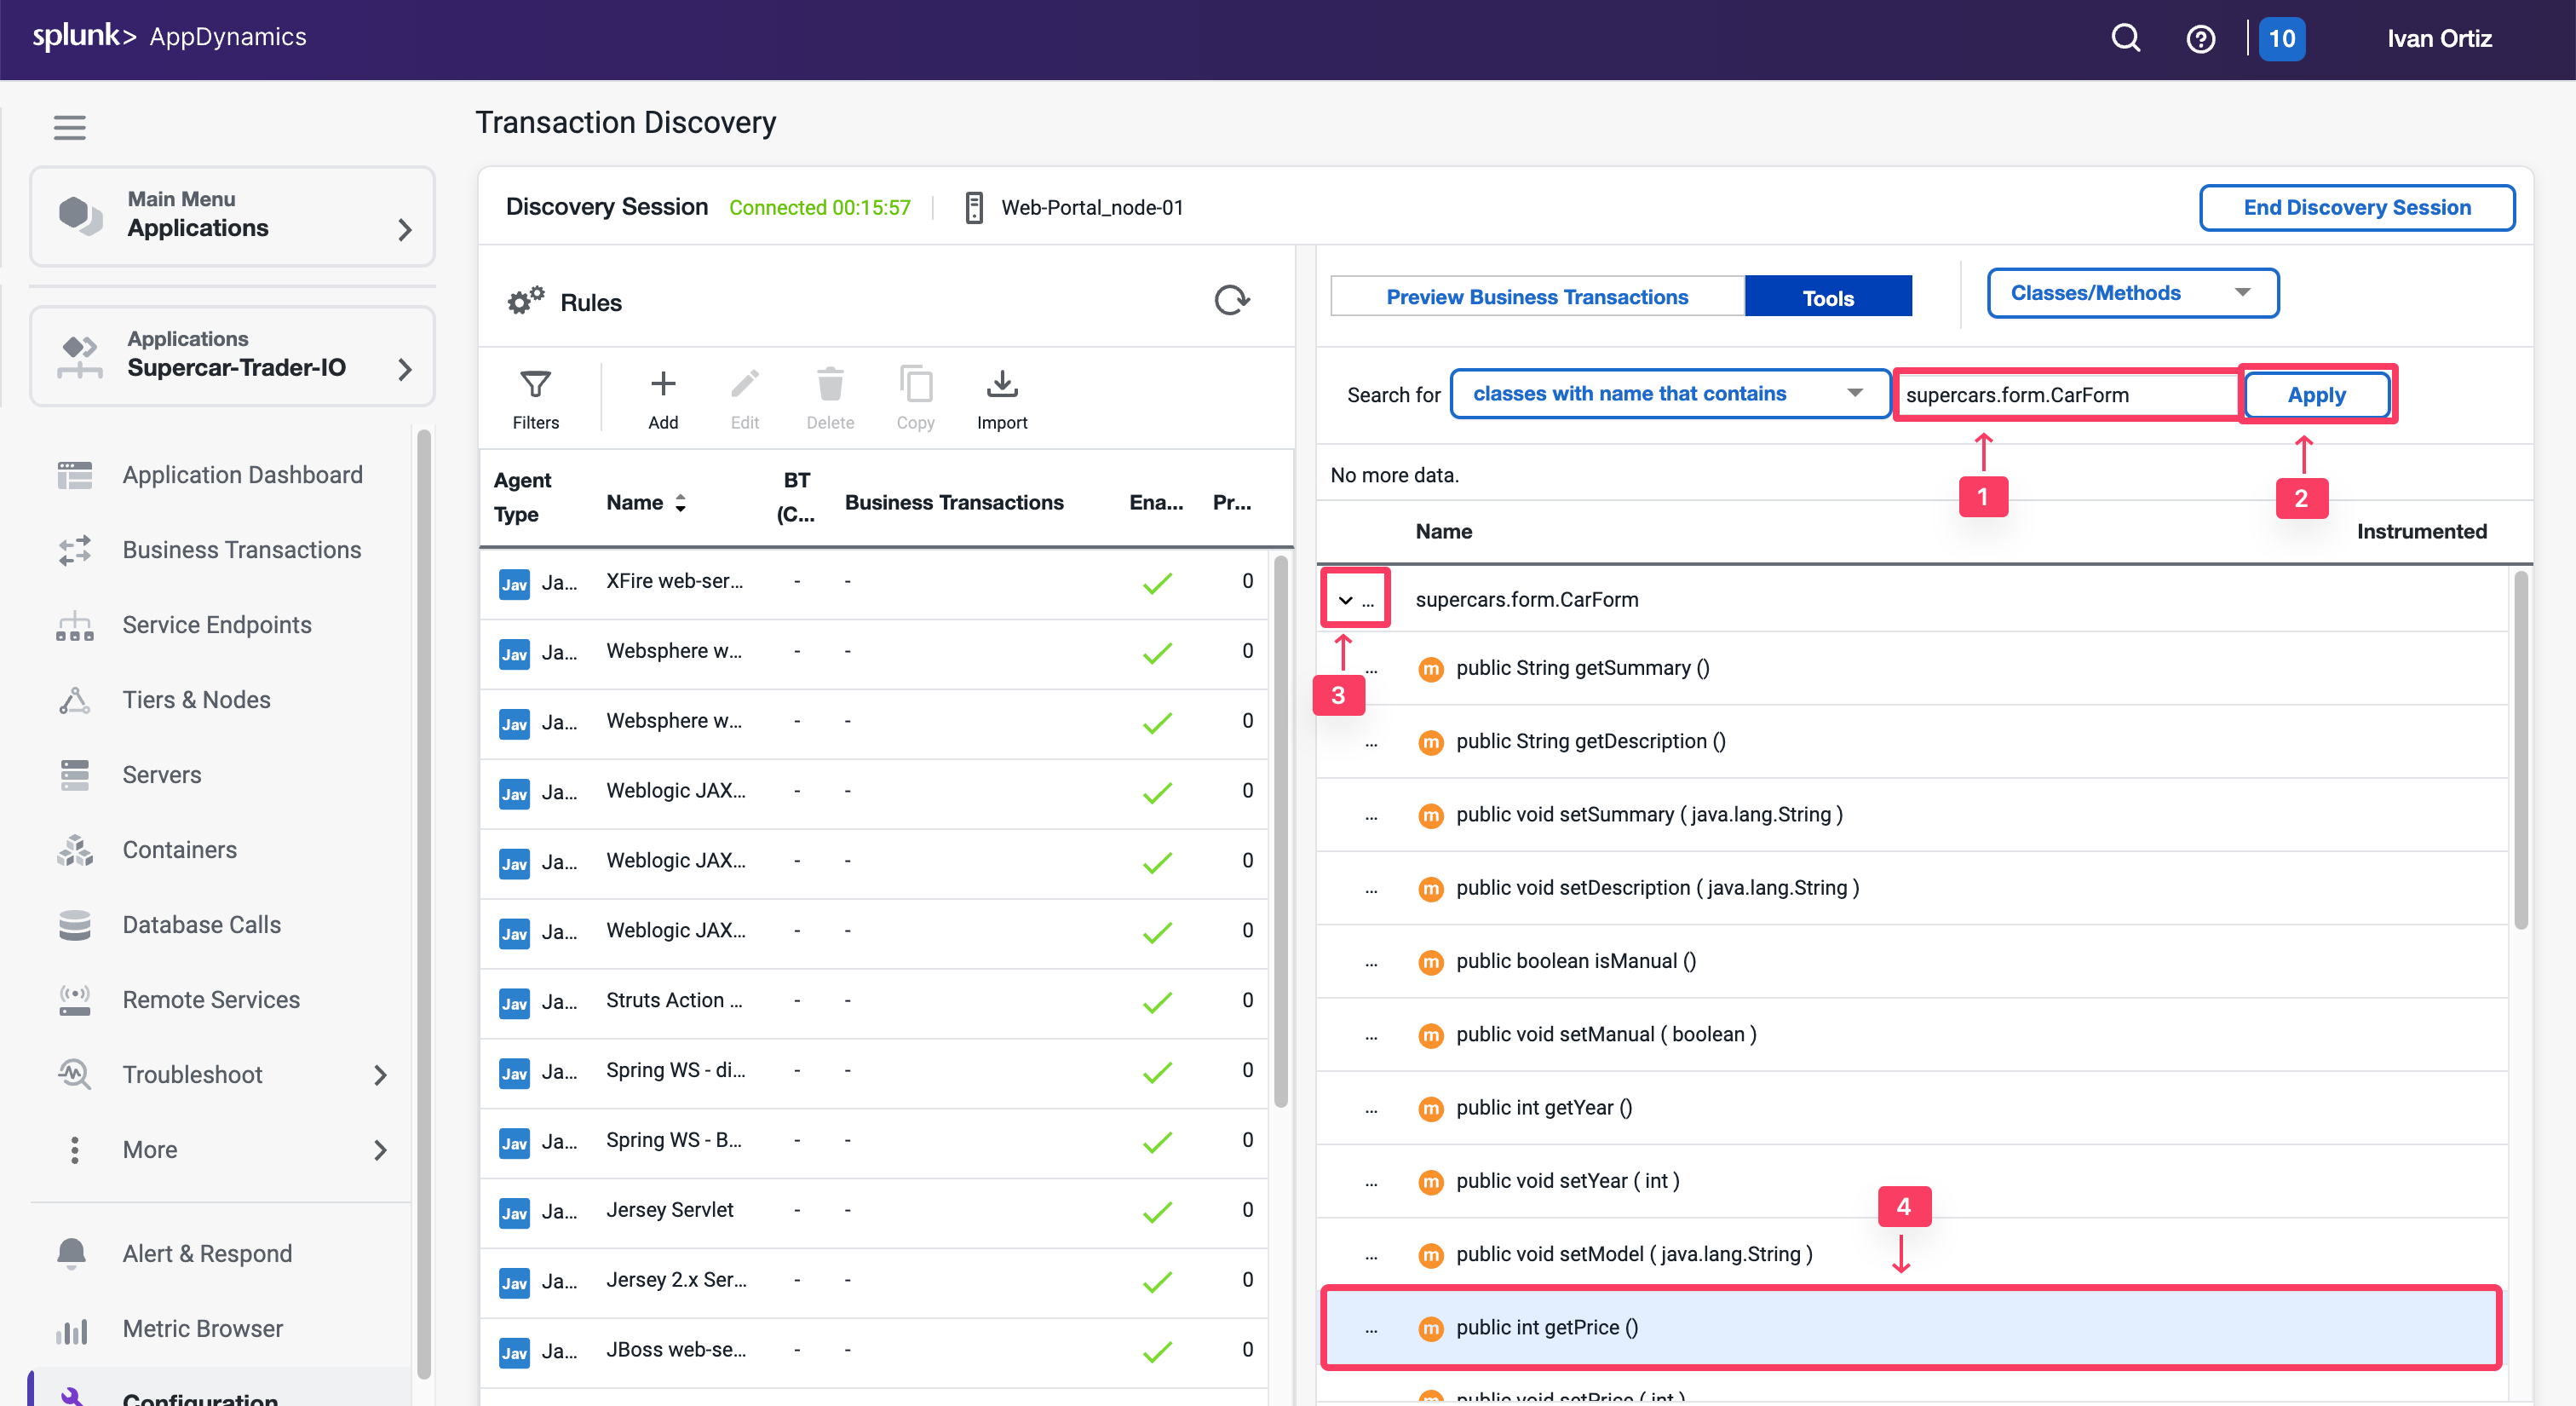 splunk> AppDynamics
10
Ivan Ortiz
Main Menu
Applications
Applications
Supercar-Trader-IO
Application Dashboard
Business Transactions
Service Endpoints
Tiers & Nodes
Servers
Containers
Database Calls
Remote Services
Troubleshoot
More
Alert & Respond
Metric Browser
Configuration
Transaction Discovery
Discovery Session Connected 00:15:57 Web-Portal_node-01
End Discovery Session
Rules
Filters Add Edit Delete Copy Import
Agent Type Name BT (C... Business Transactions Ena... Pr...
Jav Ja... XFire web-ser... - - 0
Jav Ja... Websphere w... - - 0
Jav Ja... Websphere w... - - 0
Jav Ja... Weblogic JAX... - - 0
Jav Ja... Weblogic JAX... - - 0
Jav Ja... Weblogic JAX... - - 0
Jav Ja... Struts Action ... - - 0
Jav Ja... Spring WS - di... - - 0
Jav Ja... Spring WS - B... - - 0
Jav Ja... Jersey Servlet - - 0
Jav Ja... Jersey 2.x Ser... - - 0
Jav Ja... JBoss web-se... - - 0
Preview Business Transactions Tools Classes/Methods
Search for classes with name that contains supercars.form.CarForm Apply
1
2
No more data.
Name Instrumented
... supercars.form.CarForm
3
... m public String getSummary ()
... m public String getDescription ()
... m public void setSummary ( java.lang.String )
... m public void setDescription ( java.lang.String )
... m public boolean isManual ()
... m public void setManual ( boolean )
... m public int getYear ()
... m public void setYear ( int )
4
... m public void setModel ( java.lang.String )
... m public int getPrice ()
m public void setPrice ( int )